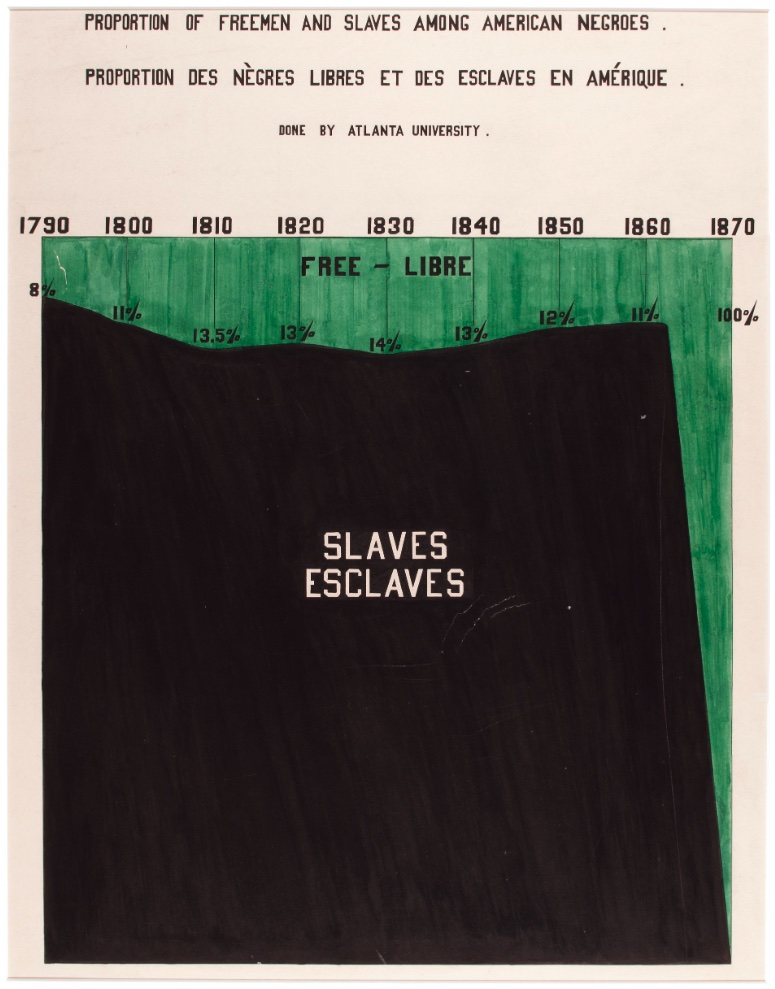 PROPORTION OF FREEMEN AND SLAVES AMONG AMERICAN NEGROES .
PROPORTION DES NÈGRES LIBRES ET DES ESCLAVES EN AMÉRIQUE .
DONE BY ATLANTA UNIVERSITY .
1790 1800 1810 1820 1830 1840 1850 1860 1870
FREE – LIBRE
8% 11% 13.5% 13% 14% 13% 12% 11% 100%
SLAVES
ESCLAVES